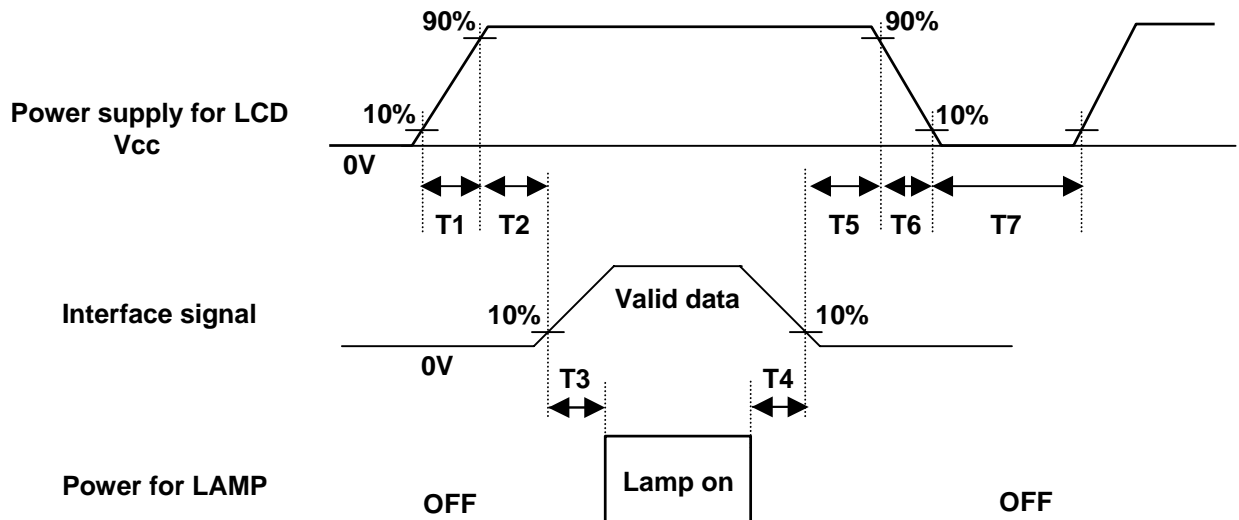 90%
90%
Power supply for LCD
Vcc
10%
10%
0V
T1
T2
T5
T6
T7
Interface signal
Valid data
10%
10%
0V
T3
T4
Power for LAMP
Lamp on
OFF
OFF